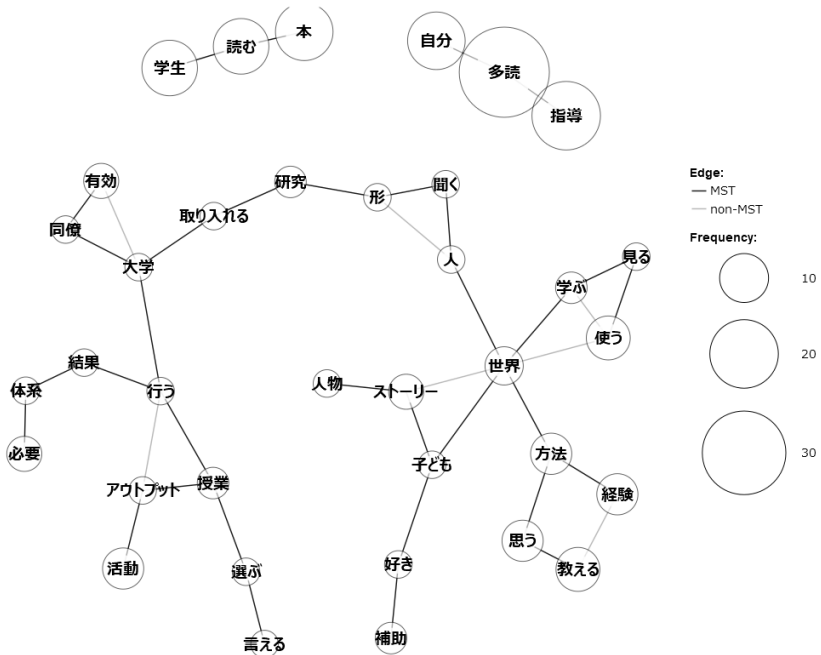 本
自分
読む
学生
多読
指導
Edge:
MST
non-MST
Frequency:
10
20
30
有効
研究
聞く
形
取り入れる
同僚
人
見る
大学
学ぶ
使う
結果
世界
人物
ストーリー
体系
行う
必要
子ども
方法
アウトプット
授業
経験
思う
活動
選ぶ
好き
教える
言える
補助